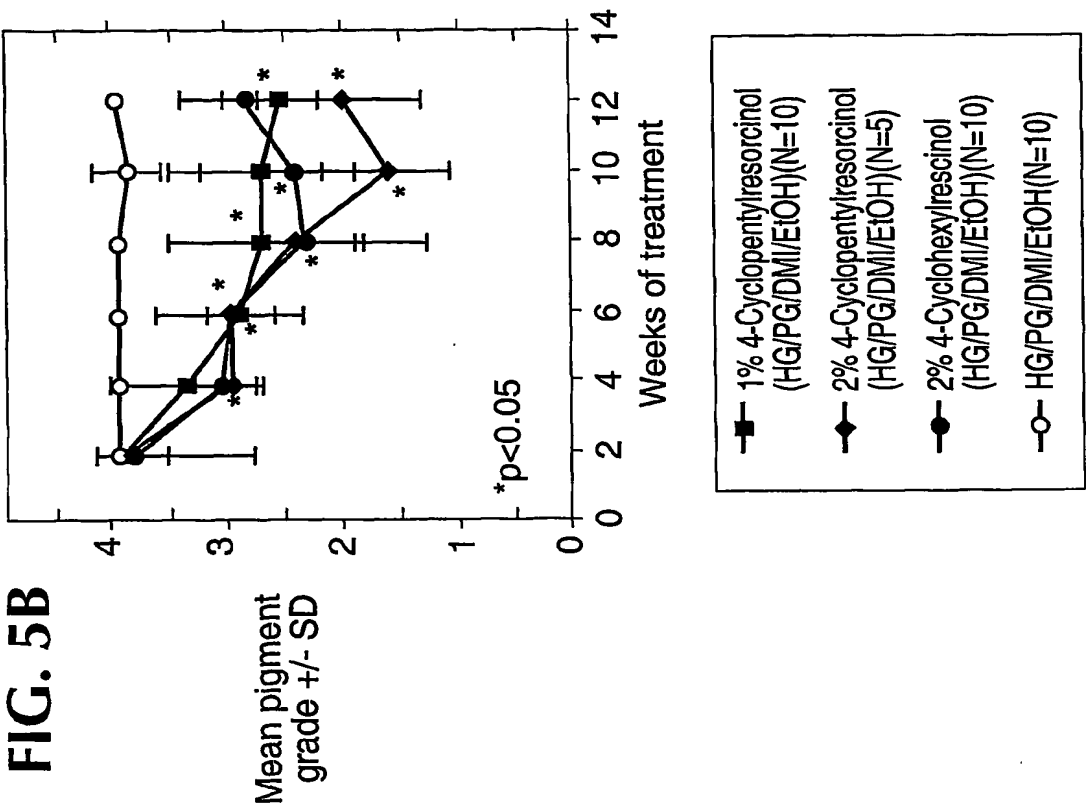 FIG. 5B
Mean pigment
grade +/- SD
4
3
2
1
0
*p<0.05
0
2
4
6
8
10
12
14
Weeks of treatment
1% 4-Cyclopentylresorcinol
(HG/PG/DMI/EtOH)(N=10)
2% 4-Cyclopentylresorcinol
(HG/PG/DMI/EtOH)(N=5)
2% 4-Cyclohexylrescinol
(HG/PG/DMI/EtOH)(N=10)
HG/PG/DMI/EtOH(N=10)